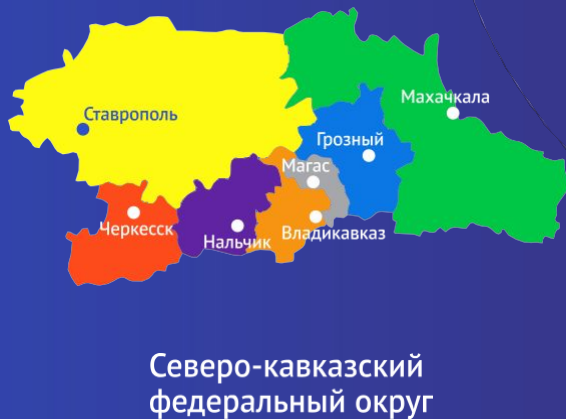 Ставрополь
Махачкала
Грозный
Магас
Черкесск
Нальчик
Владикавказ
Северо-кавказский
федеральный округ